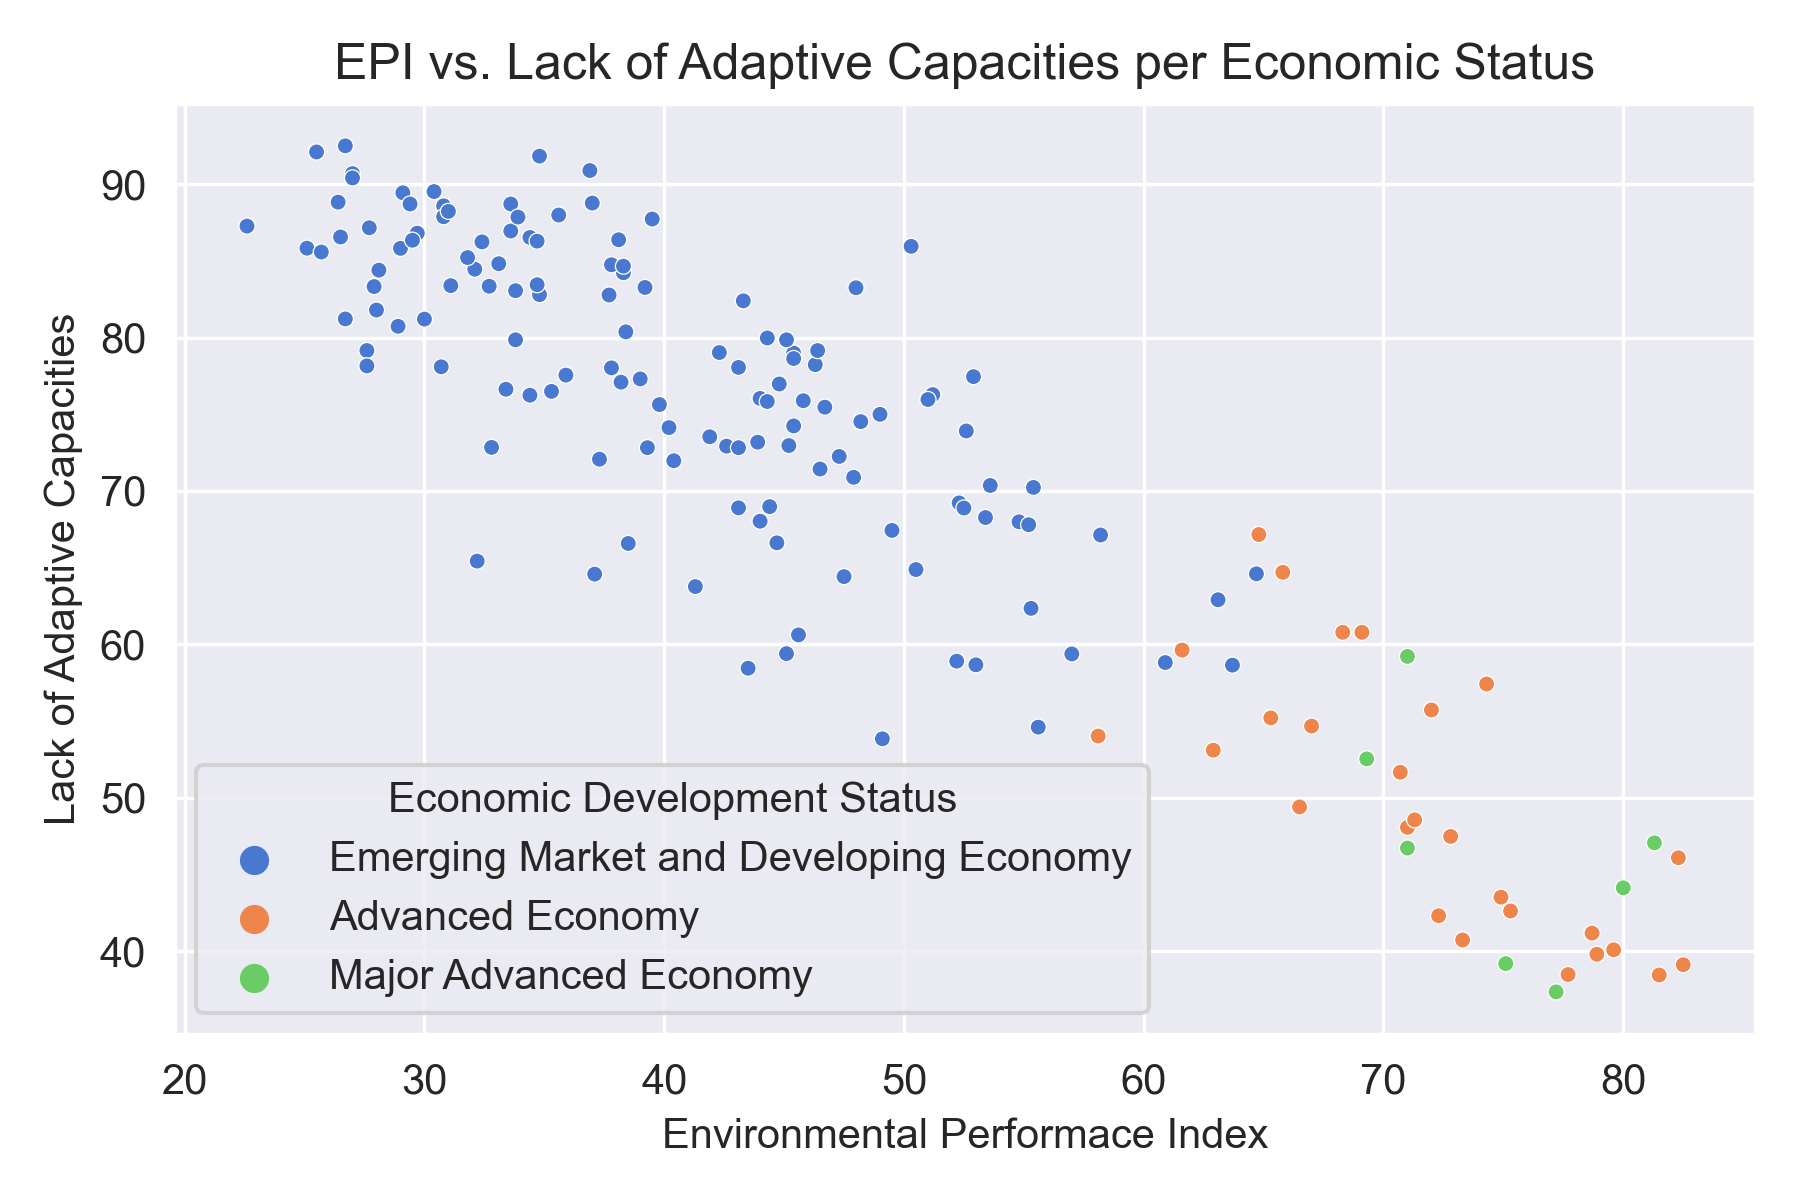 EPI vs. Lack of Adaptive Capacities per Economic Status
Lack of Adaptive Capacities
90
80
70
60
50
40
Economic Development Status
Emerging Market and Developing Economy
Advanced Economy
Major Advanced Economy
20 30 40 50 60 70 80
Environmental Performace Index